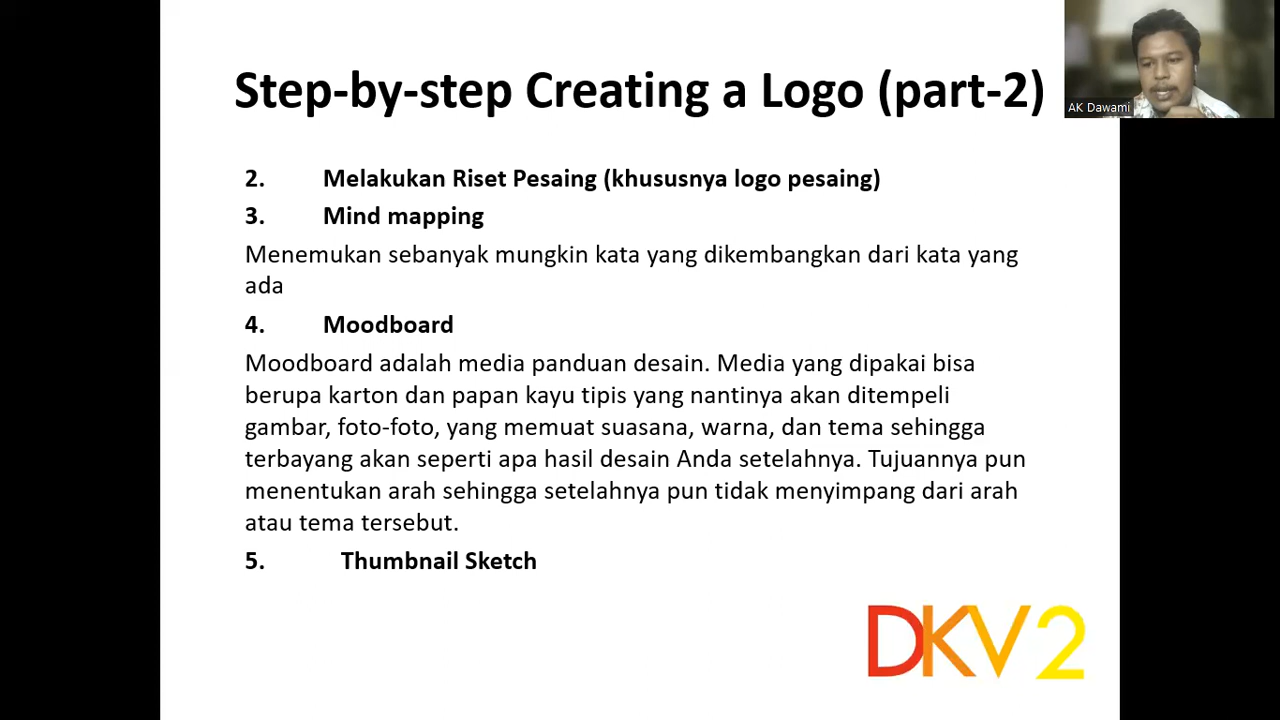 Step-by-step Creating a Logo (part-2)
AK Dawami
2. Melakukan Riset Pesaing (khususnya logo pesaing)
3. Mind mapping
Menemukan sebanyak mungkin kata yang dikembangkan dari kata yang
ada
4. Moodboard
Moodboard adalah media panduan desain. Media yang dipakai bisa
berupa karton dan papan kayu tipis yang nantinya akan ditempeli
gambar, foto-foto, yang memuat suasana, warna, dan tema sehingga
terbayang akan seperti apa hasil desain Anda setelahnya. Tujuannya pun
menentukan arah sehingga setelahnya pun tidak menyimpang dari arah
atau tema tersebut.
5. Thumbnail Sketch
DKV2